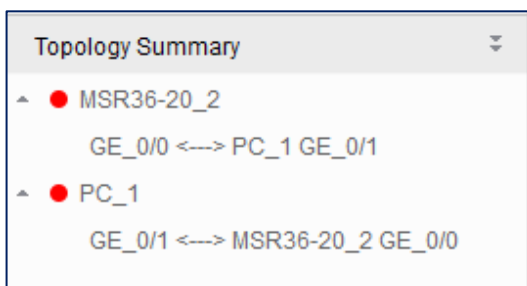 Topology Summary
MSR36-20_2
GE_0/0 <---> PC_1 GE_0/1
PC_1
GE_0/1 <---> MSR36-20_2 GE_0/0